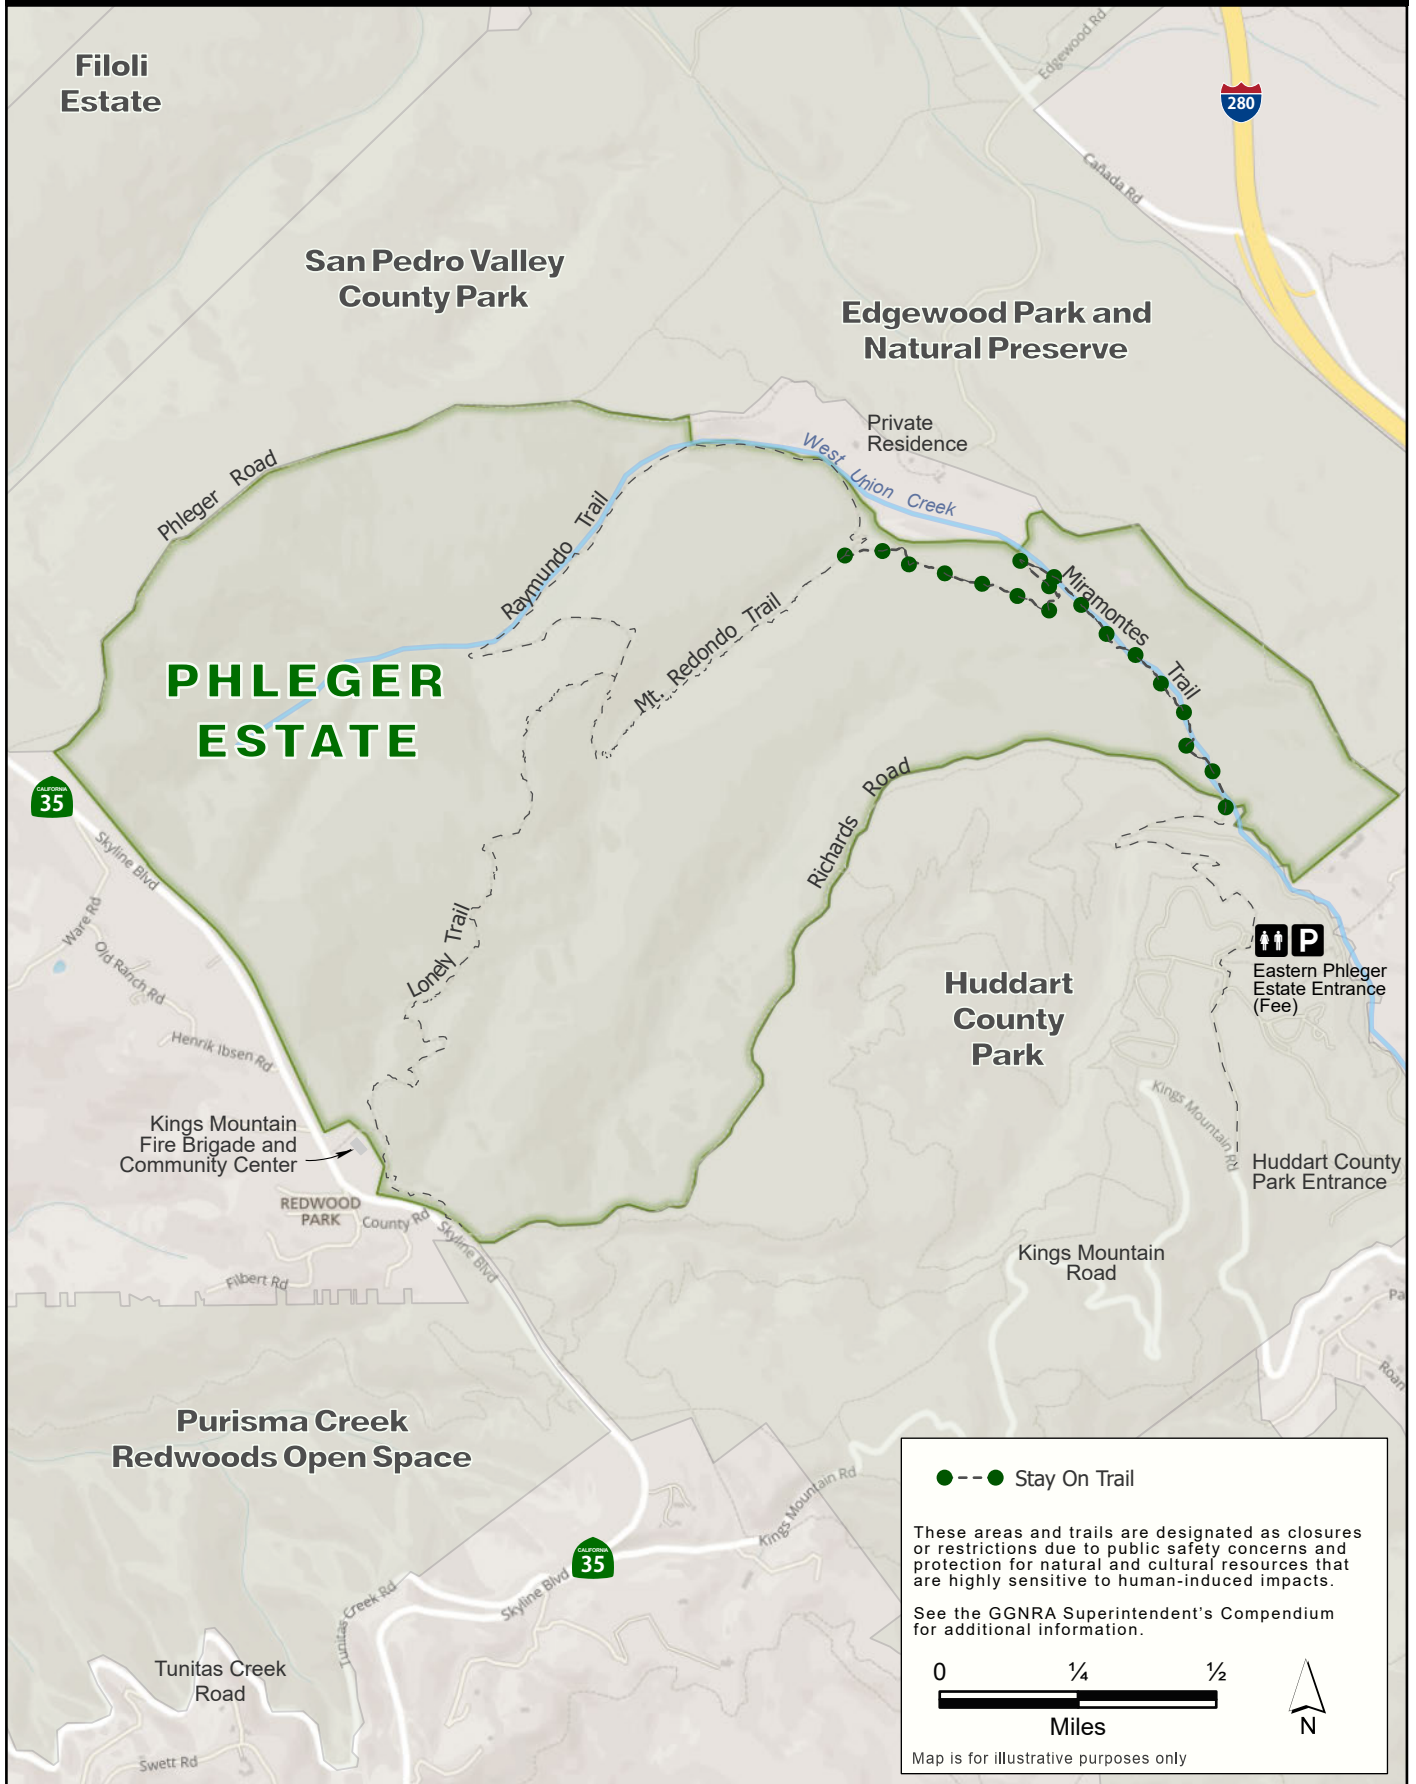 Filoli
Estate
Edgewood Rd
280
Cañada Rd
San Pedro Valley
County Park
Edgewood Park and
Natural Preserve
Private
Residence
West Union Creek
Phleger Road
Raymundo Trail
Miramontes Trail
Mt. Redondo Trail
PHLEGER
ESTATE
CALIFORNIA
35
Skyline Blvd
Richards Road
Ware Rd
Old Ranch Rd
Lonely Trail
Henrik Ibsen Rd
Huddart
County
Park
P
Eastern Phleger
Estate Entrance
(Fee)
Kings Mountain Rd
Kings Mountain
Fire Brigade and
Community Center
Huddart County
Park Entrance
REDWOOD
PARK
County Rd
Skyline Blvd
Filbert Rd
Kings Mountain
Road
Pa
Roan
Purisma Creek
Redwoods Open Space
Kings Mountain Rd
CALIFORNIA
35
Skyline Blvd
Tunitas Creek Rd
Tunitas Creek
Road
Swett Rd
Stay On Trail
These areas and trails are designated as closures
or restrictions due to public safety concerns and
protection for natural and cultural resources that
are highly sensitive to human-induced impacts.
See the GGNRA Superintendent's Compendium
for additional information.
0 ¼ ½
Miles
N
Map is for illustrative purposes only